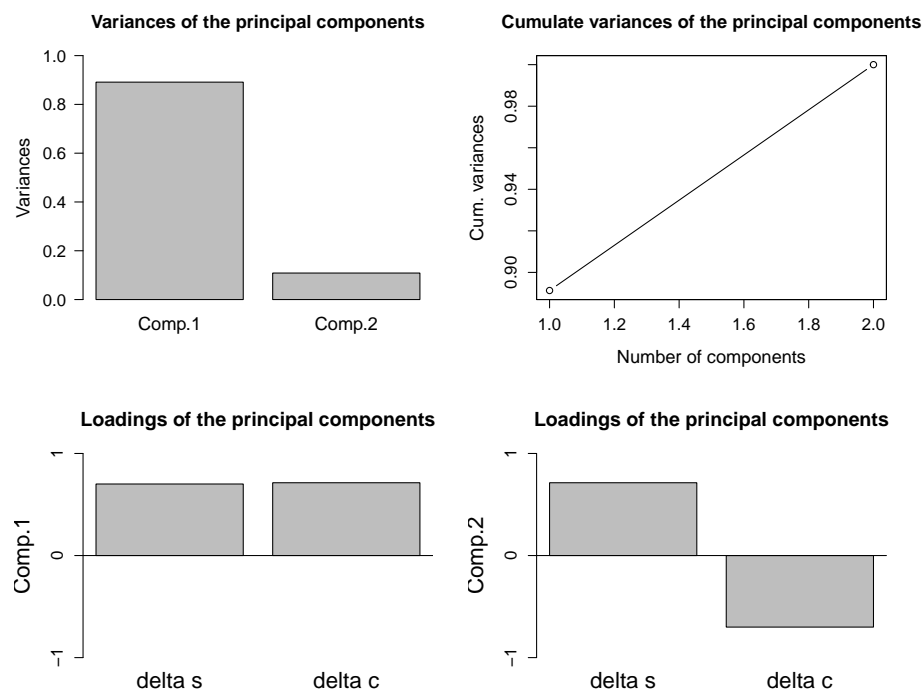 Variances of the principal components
Variances
1.0
0.8
0.6
0.4
0.2
0.0
Comp.1 Comp.2
Cumulate variances of the principal components
Cum. variances
0.98
0.94
0.90
1.0 1.2 1.4 1.6 1.8 2.0
Number of components
Loadings of the principal components
Comp.1
1
0
−1
delta s delta c
Loadings of the principal components
Comp.2
1
0
−1
delta s delta c